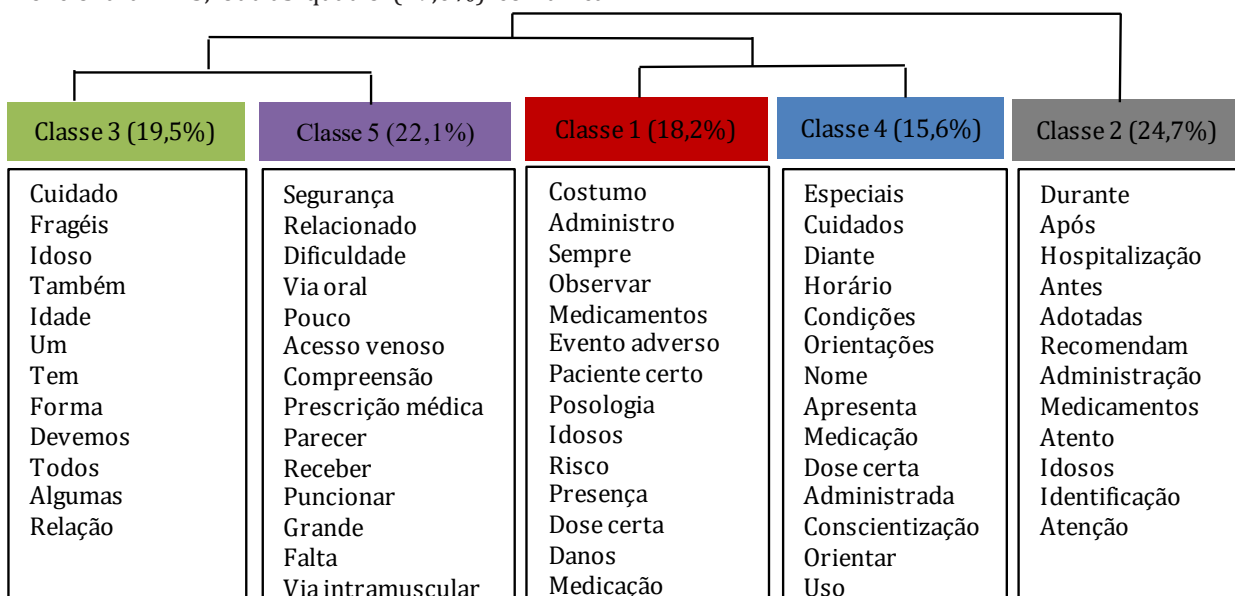 Classe 3 (19,5%)
Cuidado
Fragéis
Idoso
Também
Idade
Um
Tem
Forma
Devemos
Todos
Algumas
Relação
Classe 5 (22,1%)
Segurança
Relacionado
Dificuldade
Via oral
Pouco
Acesso venoso
Compreensão
Prescrição médica
Parecer
Receber
Puncionar
Grande
Falta
Via intramuscular
Classe 1 (18,2%)
Costumo
Administro
Sempre
Observar
Medicamentos
Evento adverso
Paciente certo
Posologia
Idosos
Risco
Presença
Dose certa
Danos
Medicação
Classe 4 (15,6%)
Especiais
Cuidados
Diante
Horário
Condições
Orientações
Nome
Apresenta
Medicação
Dose certa
Administrada
Conscientização
Orientar
Uso
Classe 2 (24,7%)
Durante
Após
Hospitalização
Antes
Adotadas
Recomendam
Administração
Medicamentos
Atento
Idosos
Identificação
Atenção